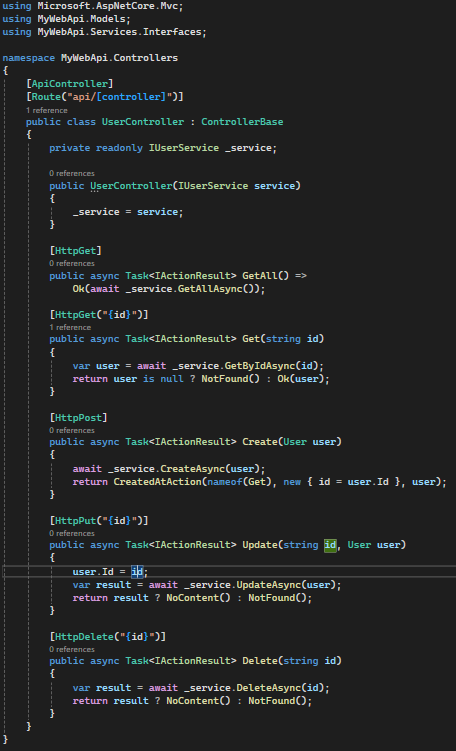 using Microsoft.AspNetCore.Mvc;
using MyWebApi.Models;
using MyWebApi.Services.Interfaces;

namespace MyWebApi.Controllers
{
    [ApiController]
    [Route("api/[controller]")]
    1 reference
    public class UserController : ControllerBase
    {
        private readonly IUserService _service;

        0 references
        public UserController(IUserService service)
        {
            _service = service;
        }

        [HttpGet]
        0 references
        public async Task<IActionResult> GetAll() =>
            Ok(await _service.GetAllAsync());

        [HttpGet("{id}")]
        1 reference
        public async Task<IActionResult> Get(string id)
        {
            var user = await _service.GetByIdAsync(id);
            return user is null ? NotFound() : Ok(user);
        }

        [HttpPost]
        0 references
        public async Task<IActionResult> Create(User user)
        {
            await _service.CreateAsync(user);
            return CreatedAtAction(nameof(Get), new { id = user.Id }, user);
        }

        [HttpPut("{id}")]
        0 references
        public async Task<IActionResult> Update(string id, User user)
        {
            user.Id = id;
            var result = await _service.UpdateAsync(user);
            return result ? NoContent() : NotFound();
        }

        [HttpDelete("{id}")]
        0 references
        public async Task<IActionResult> Delete(string id)
        {
            var result = await _service.DeleteAsync(id);
            return result ? NoContent() : NotFound();
        }
    }
}